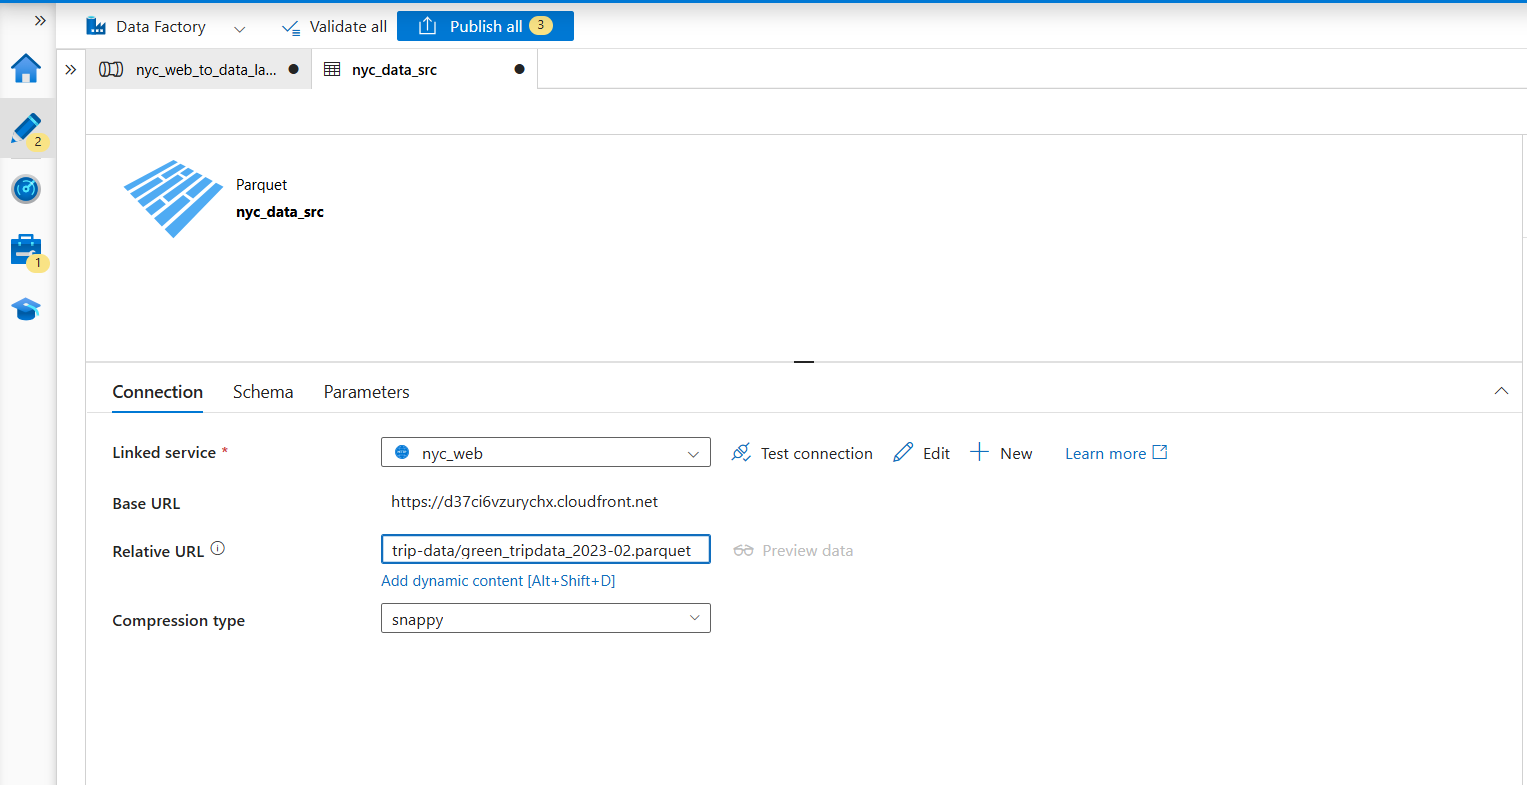 Data Factory
Validate all
Publish all 3
nyc_web_to_data_la...
nyc_data_src
2
1
Parquet
nyc_data_src
Connection Schema Parameters
Linked service * nyc_web Test connection Edit New Learn more
Base URL https://d37ci6vzurychx.cloudfront.net
Relative URL trip-data/green_tripdata_2023-02.parquet Preview data
Add dynamic content [Alt+Shift+D]
Compression type snappy